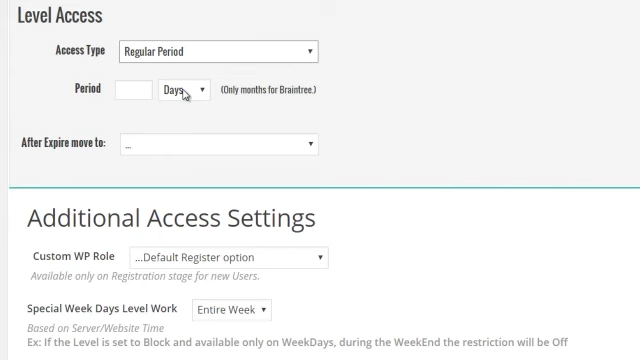 Level Access
Access Type Regular Period
Period Days (Only months for Braintree.)
After Expire move to: ...
Additional Access Settings
Custom WP Role ...Default Register option
Available only on Registration stage for new Users.
Special Week Days Level Work Entire Week
Based on Server/Website Time
Ex: If the Level is set to Block and available only on WeekDays, during the WeekEnd the restriction will be Off